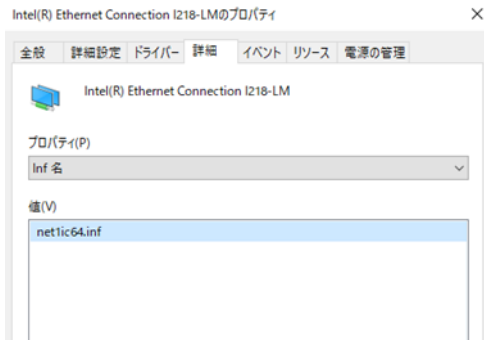 Intel(R) Ethernet Connection I218-LMのプロパティ
全般 詳細設定 ドライバー 詳細 イベント リソース 電源の管理
Intel(R) Ethernet Connection I218-LM
プロパティ(P)
Inf 名
値(V)
net1ic64.inf